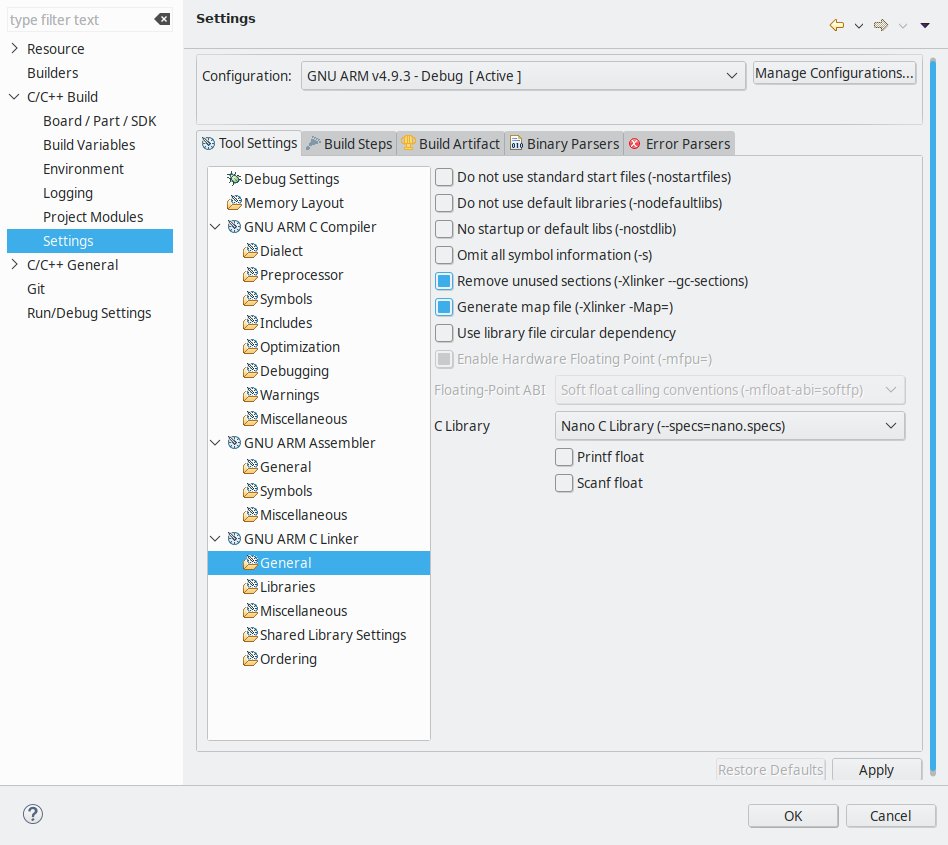 type filter text
Resource
Builders
C/C++ Build
Board / Part / SDK
Build Variables
Environment
Logging
Project Modules
Settings
C/C++ General
Git
Run/Debug Settings
Settings
Configuration: GNU ARM v4.9.3 - Debug [ Active ] Manage Configurations...
Tool Settings Build Steps Build Artifact Binary Parsers Error Parsers
Debug Settings
Memory Layout
GNU ARM C Compiler
Dialect
Preprocessor
Symbols
Includes
Optimization
Debugging
Warnings
Miscellaneous
GNU ARM Assembler
General
Symbols
Miscellaneous
GNU ARM C Linker
General
Libraries
Miscellaneous
Shared Library Settings
Ordering
Do not use standard start files (-nostartfiles)
Do not use default libraries (-nodefaultlibs)
No startup or default libs (-nostdlib)
Omit all symbol information (-s)
Remove unused sections (-Xlinker --gc-sections)
Generate map file (-Xlinker -Map=)
Use library file circular dependency
Enable Hardware Floating Point (-mfpu=)
Floating-Point ABI Soft float calling conventions (-mfloat-abi=softfp)
C Library Nano C Library (--specs=nano.specs)
Printf float
Scanf float
Restore Defaults Apply
OK Cancel